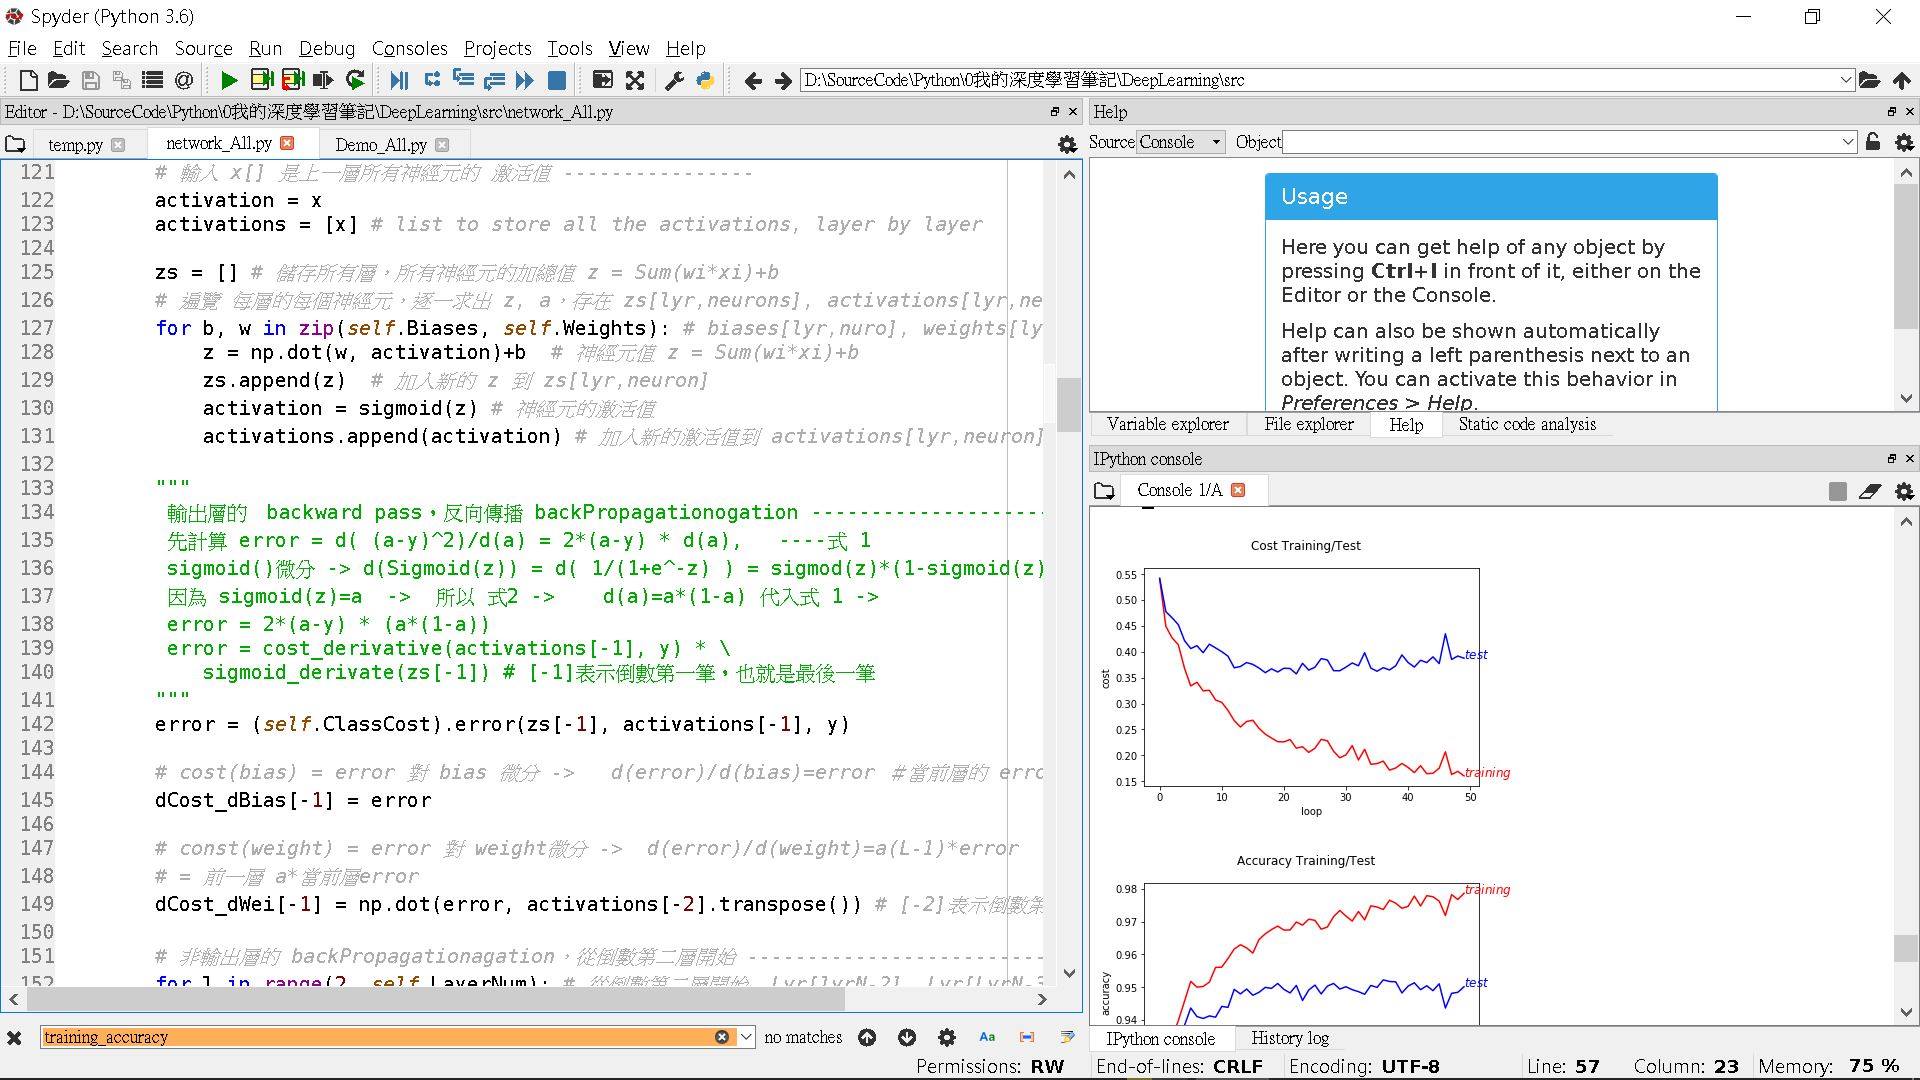 Spyder (Python 3.6)
File Edit Search Source Run Debug Consoles Projects Tools View Help
D:\SourceCode\Python\0我的深度學習筆記\DeepLearning\src
Editor - D:\SourceCode\Python\0我的深度學習筆記\DeepLearning\src\network_All.py
temp.py network_All.py Demo_All.py
121 # 輸入 x[] 是上一層所有神經元的 激活值 ----------------
122 activation = x
123 activations = [x] # list to store all the activations, layer by layer
124
125 zs = [] # 儲存所有層，所有神經元的加總值 z = Sum(wi*xi)+b
126 # 遍覽 每層的每個神經元，逐一求出 z, a，存在 zs[lyr,neurons], activations[lyr,ne
127 for b, w in zip(self.Biases, self.Weights): # biases[lyr,nuro], weights[ly
128 z = np.dot(w, activation)+b # 神經元值 z = Sum(wi*xi)+b
129 zs.append(z) # 加入新的 z 到 zs[lyr,neuron]
130 activation = sigmoid(z) # 神經元的激活值
131 activations.append(activation) # 加入新的激活值到 activations[lyr,neuron]
132
133 """
134 輸出層的 backward pass，反向傳播 backPropagationogation --------------------
135 先計算 error = d( (a-y)^2)/d(a) = 2*(a-y) * d(a), ----式 1
136 sigmoid()微分 -> d(Sigmoid(z)) = d( 1/(1+e^-z) ) = sigmod(z)*(1-sigmoid(z)
137 因為 sigmoid(z)=a -> 所以 式2 -> d(a)=a*(1-a) 代入式 1 ->
138 error = 2*(a-y) * (a*(1-a))
139 error = cost_derivative(activations[-1], y) * \
140 sigmoid_derivate(zs[-1]) # [-1]表示倒數第一筆，也就是最後一筆
141 """
142 error = (self.ClassCost).error(zs[-1], activations[-1], y)
143
144 # cost(bias) = error 對 bias 微分 -> d(error)/d(bias)=error #當前層的 erro
145 dCost_dBias[-1] = error
146
147 # const(weight) = error 對 weight微分 -> d(error)/d(weight)=a(L-1)*error
148 # = 前一層 a*當前層error
149 dCost_dWei[-1] = np.dot(error, activations[-2].transpose()) # [-2]表示倒數第
150
151 # 非輸出層的 backPropagationagation，從倒數第二層開始 -------------------------
152 for l in range(2, self.LayerNum): # 從倒數第二層開始
training_accuracy no matches Aa
Help
Source Console Object
Usage
Here you can get help of any object by
pressing Ctrl+I in front of it, either on the
Editor or the Console.
Help can also be shown automatically
after writing a left parenthesis next to an
object. You can activate this behavior in
Preferences > Help.
Variable explorer File explorer Help Static code analysis
IPython console
Console 1/A
Cost Training/Test
0.55
0.50
0.45
0.40
0.35
0.30
0.25
0.20
0.15
cost
test
training
0 10 20 30 40 50
loop
Accuracy Training/Test
0.98
0.97
0.96
0.95
0.94
accuracy
training
test
IPython console History log
Permissions: RW End-of-lines: CRLF Encoding: UTF-8 Line: 57 Column: 23 Memory: 75 %